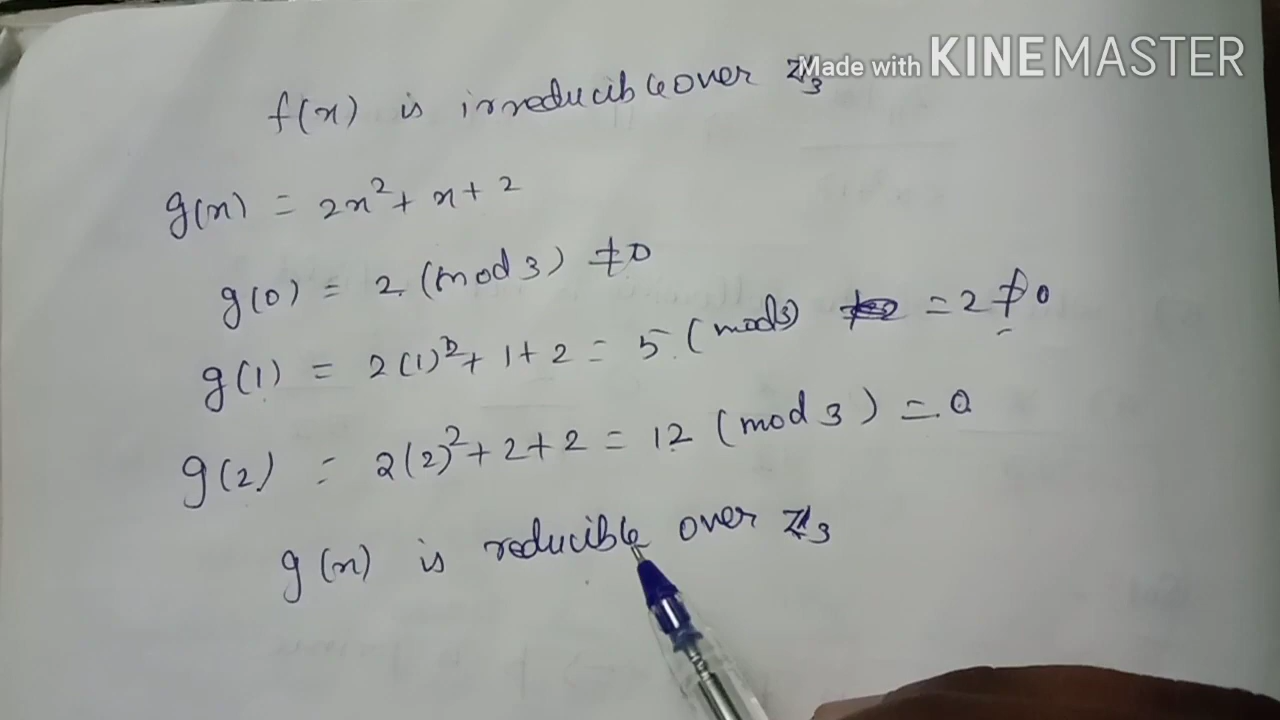 Made with KINEMASTER
f(x) is irreducible over ℤ₃
g(x) = 2x² + x + 2
g(0) = 2 (mod 3) ≠ 0
g(1) = 2(1)² + 1 + 2 = 5 (mod 3) = 2 ≠ 0
g(2) = 2(2)² + 2 + 2 = 12 (mod 3) = 0
g(x) is reducible over ℤ₃